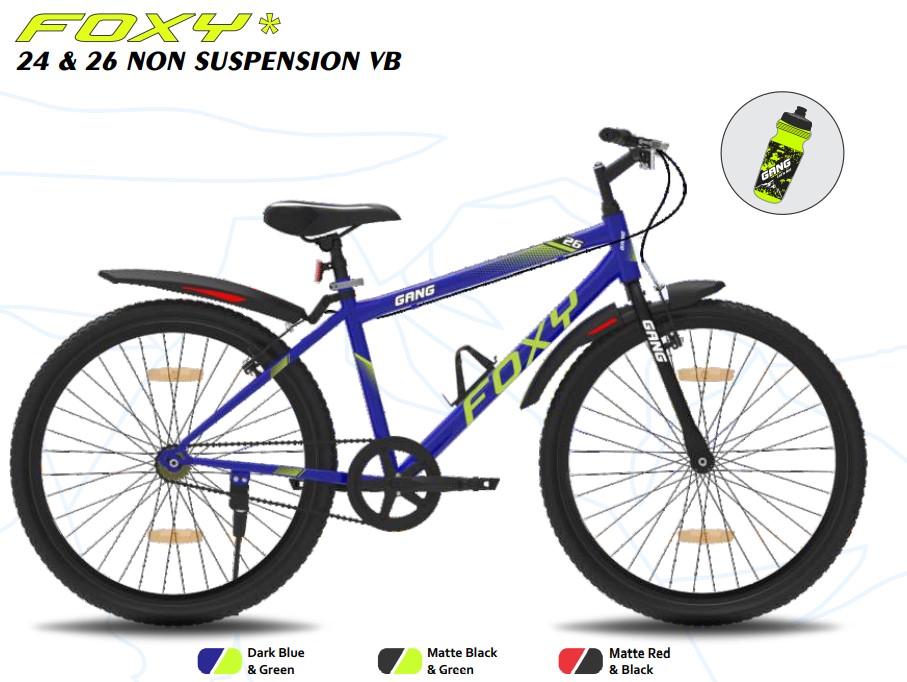 FOXY*
24 & 26 NON SUSPENSION VB
GANG
26
GANG
FOXY
GANG
Dark Blue
& Green
Matte Black
& Green
Matte Red
& Black